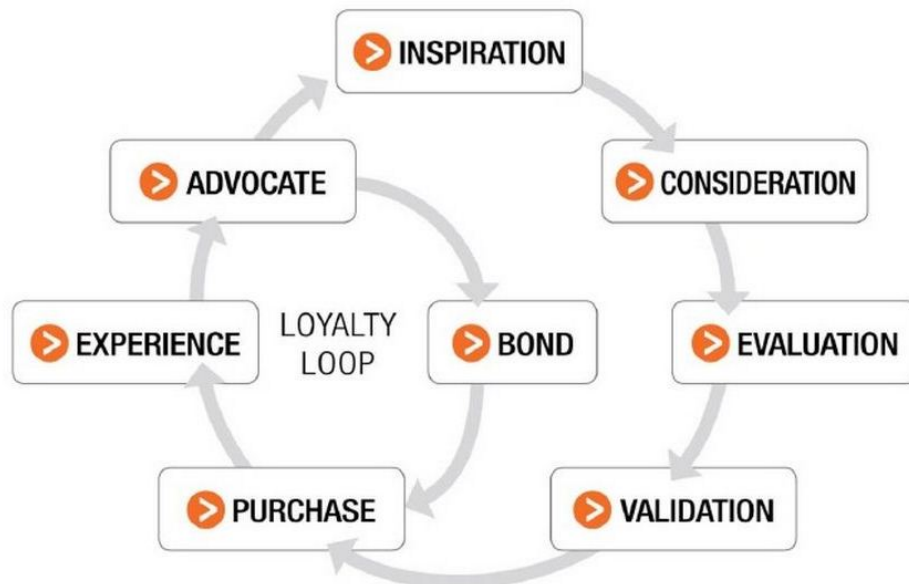 INSPIRATION
ADVOCATE
CONSIDERATION
EXPERIENCE
LOYALTY
LOOP
BOND
EVALUATION
PURCHASE
VALIDATION